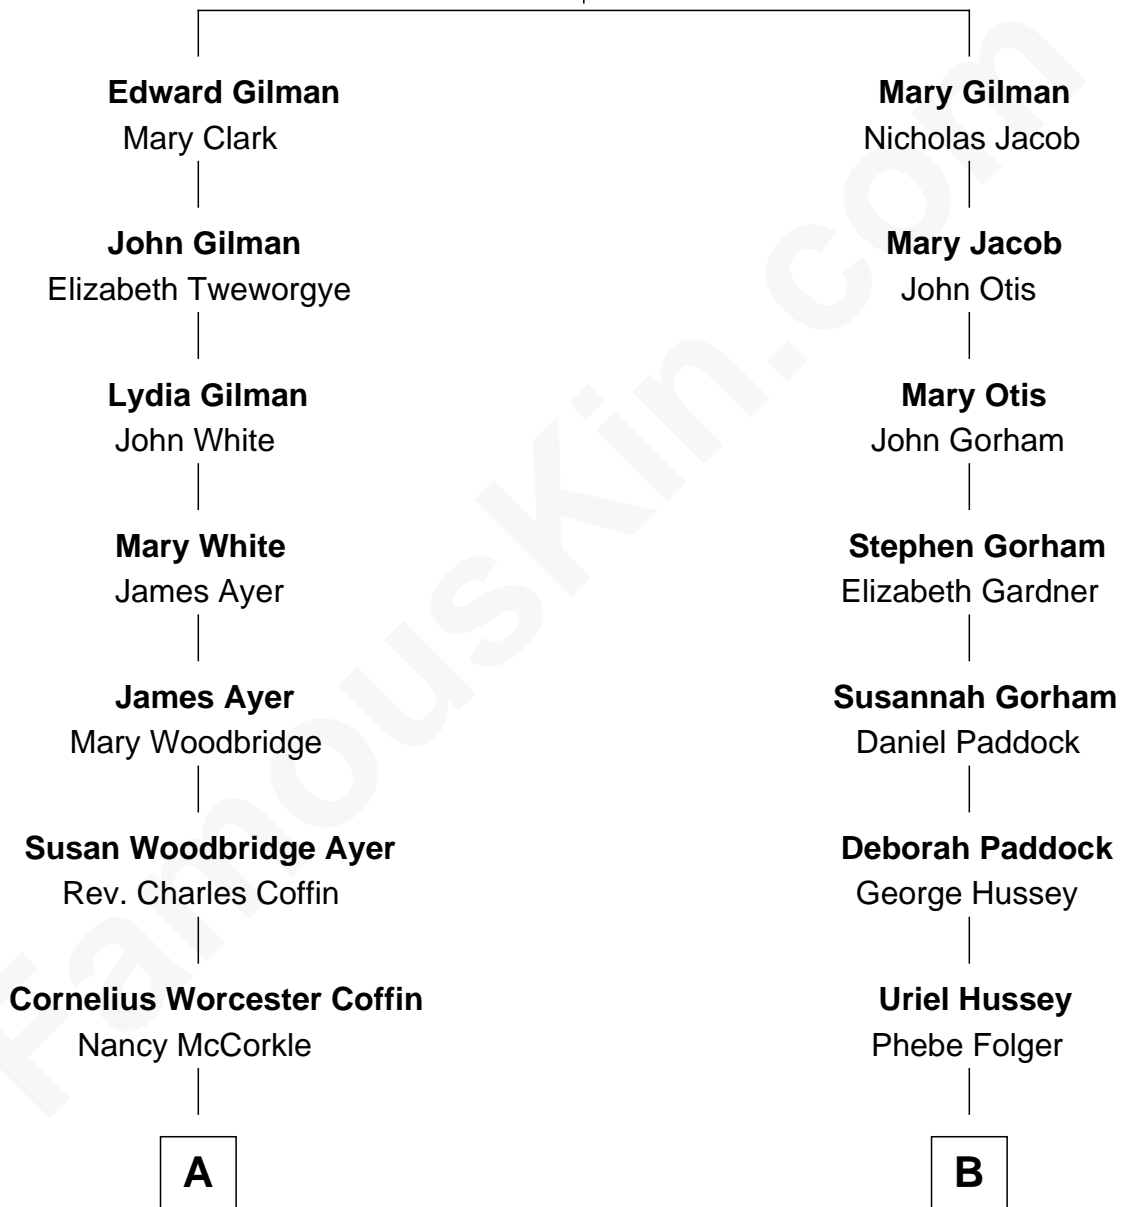 Edward Gilman
Mary Clark
John Gilman
Elizabeth Tweworgye
Lydia Gilman
John White
Mary White
James Ayer
James Ayer
Mary Woodbridge
Susan Woodbridge Ayer
Rev. Charles Coffin
Cornelius Worcester Coffin
Nancy McCorkle
A
Mary Gilman
Nicholas Jacob
Mary Jacob
John Otis
Mary Otis
John Gorham
Stephen Gorham
Elizabeth Gardner
Susannah Gorham
Daniel Paddock
Deborah Paddock
George Hussey
Uriel Hussey
Phebe Folger
B
FamousKin.com